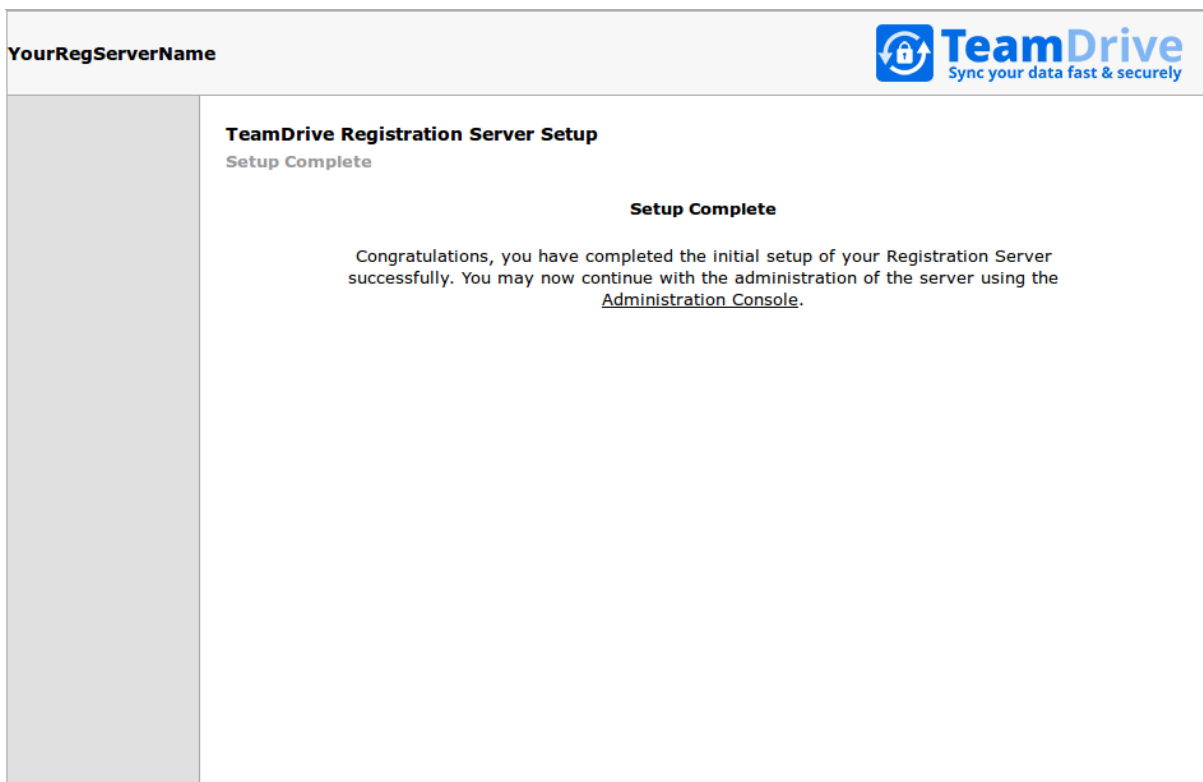 YourRegServerName
TeamDrive
Sync your data fast & securely
TeamDrive Registration Server Setup
Setup Complete
Setup Complete
Congratulations, you have completed the initial setup of your Registration Server
successfully. You may now continue with the administration of the server using the
Administration Console.